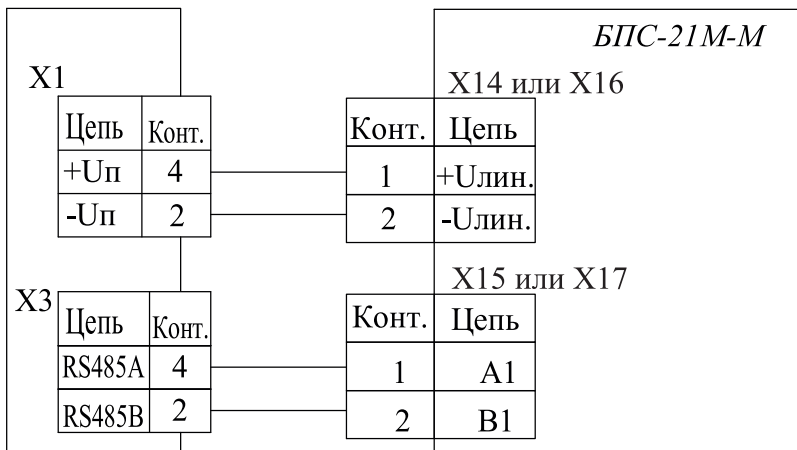 БПС-21М-М
X1
X14 или X16
Цепь Конт.
Конт. Цепь
+Uп 4
1 +Uлин.
-Uп 2
2 -Uлин.
X3
X15 или X17
Цепь Конт.
Конт. Цепь
RS485A 4
1 A1
RS485B 2
2 B1